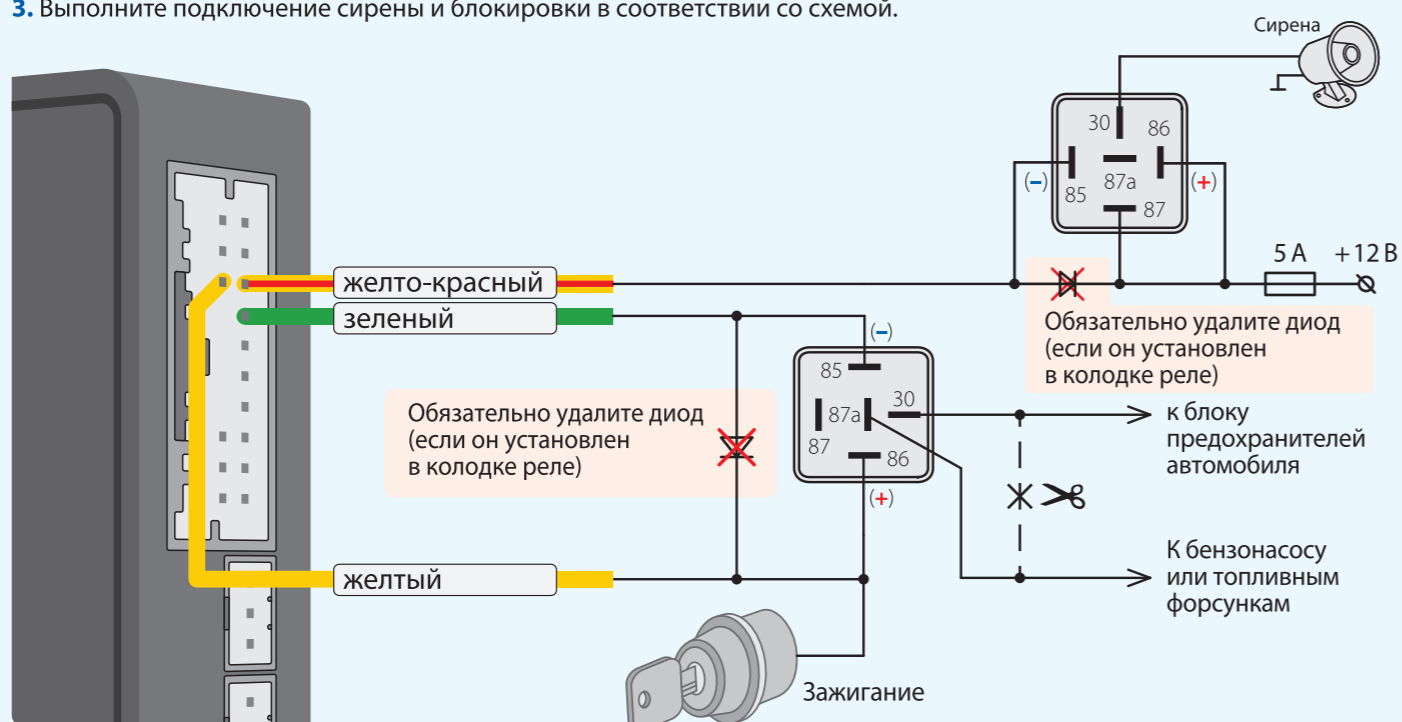 3. Выполните подключение сирены и блокировки в соответствии со схемой.
Сирена
30
86
(–)
85
87а
(+)
87
5 А
+12 В
желто-красный
зеленый
Обязательно удалите диод
(если он установлен
в колодке реле)
(–)
85
30
87а
87
86
(+)
Обязательно удалите диод
(если он установлен
в колодке реле)
к блоку
предохранителей
автомобиля
желтый
К бензонасосу
или топливным
форсункам
Зажигание